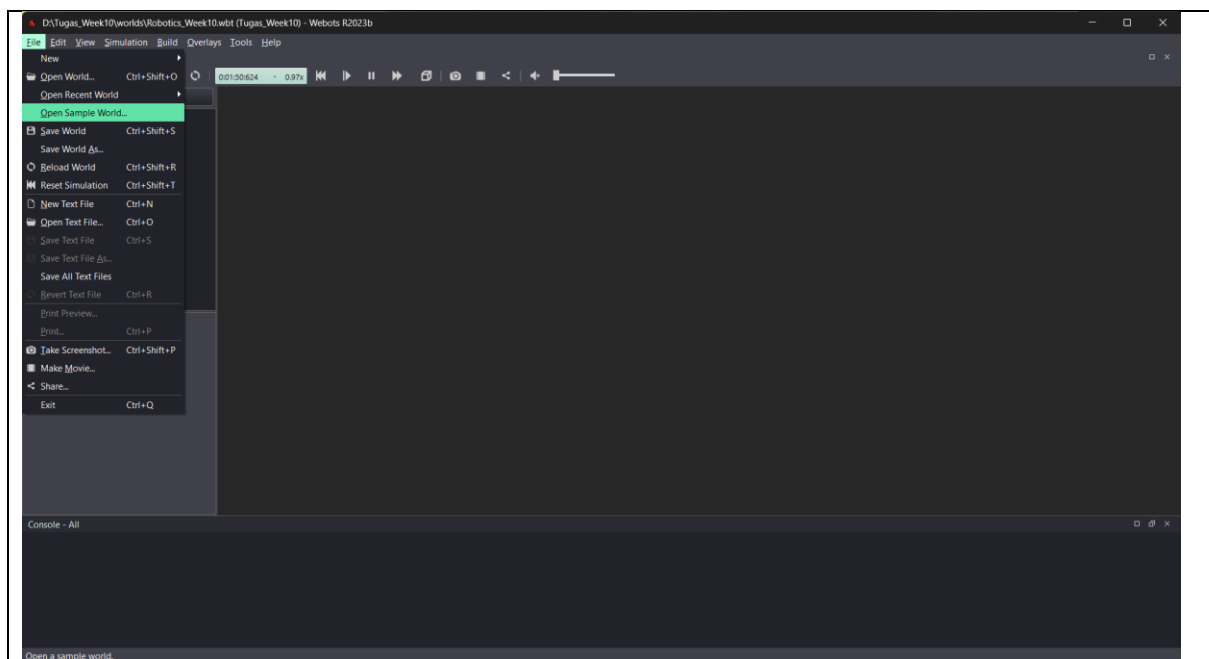 D:\Tugas_Week10\worlds\Robotics_Week10.wbt (Tugas_Week10) - Webots R2023b
File Edit View Simulation Build Overlays Tools Help
New
Open World... Ctrl+Shift+O 0:01:50:624 - 0.97x
Open Recent World
Open Sample World...
Save World Ctrl+Shift+S
Save World As...
Reload World Ctrl+Shift+R
Reset Simulation Ctrl+Shift+T
New Text File Ctrl+N
Open Text File... Ctrl+O
Save Text File Ctrl+S
Save Text File As...
Save All Text Files
Revert Text File Ctrl+R
Print Preview...
Print... Ctrl+P
Take Screenshot... Ctrl+Shift+P
Make Movie...
Share...
Exit Ctrl+Q
Console - All
Open a sample world.